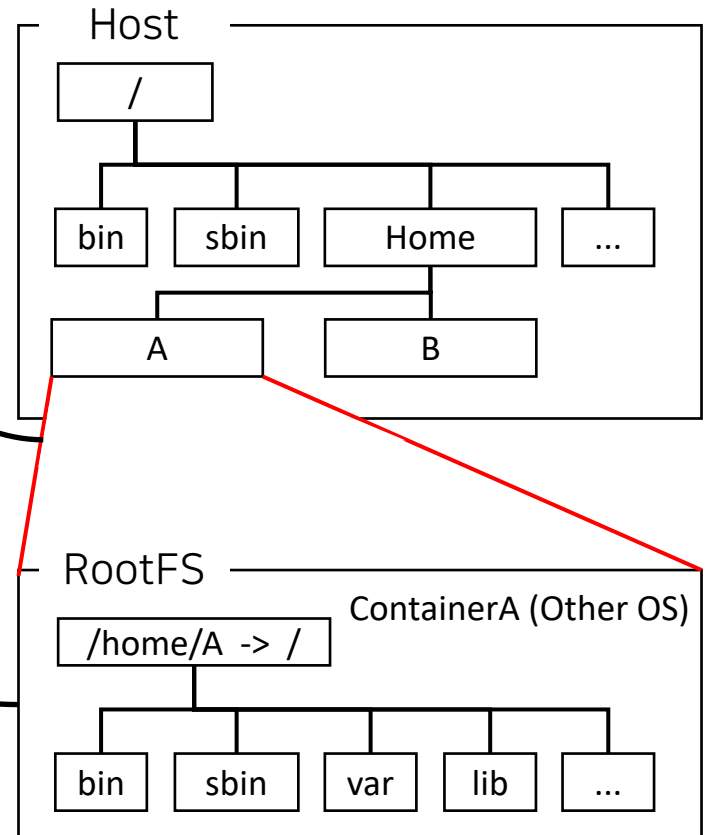 Host
/
bin sbin Home ...
A B
RootFS
ContainerA (Other OS)
/home/A -> /
bin sbin var lib ...